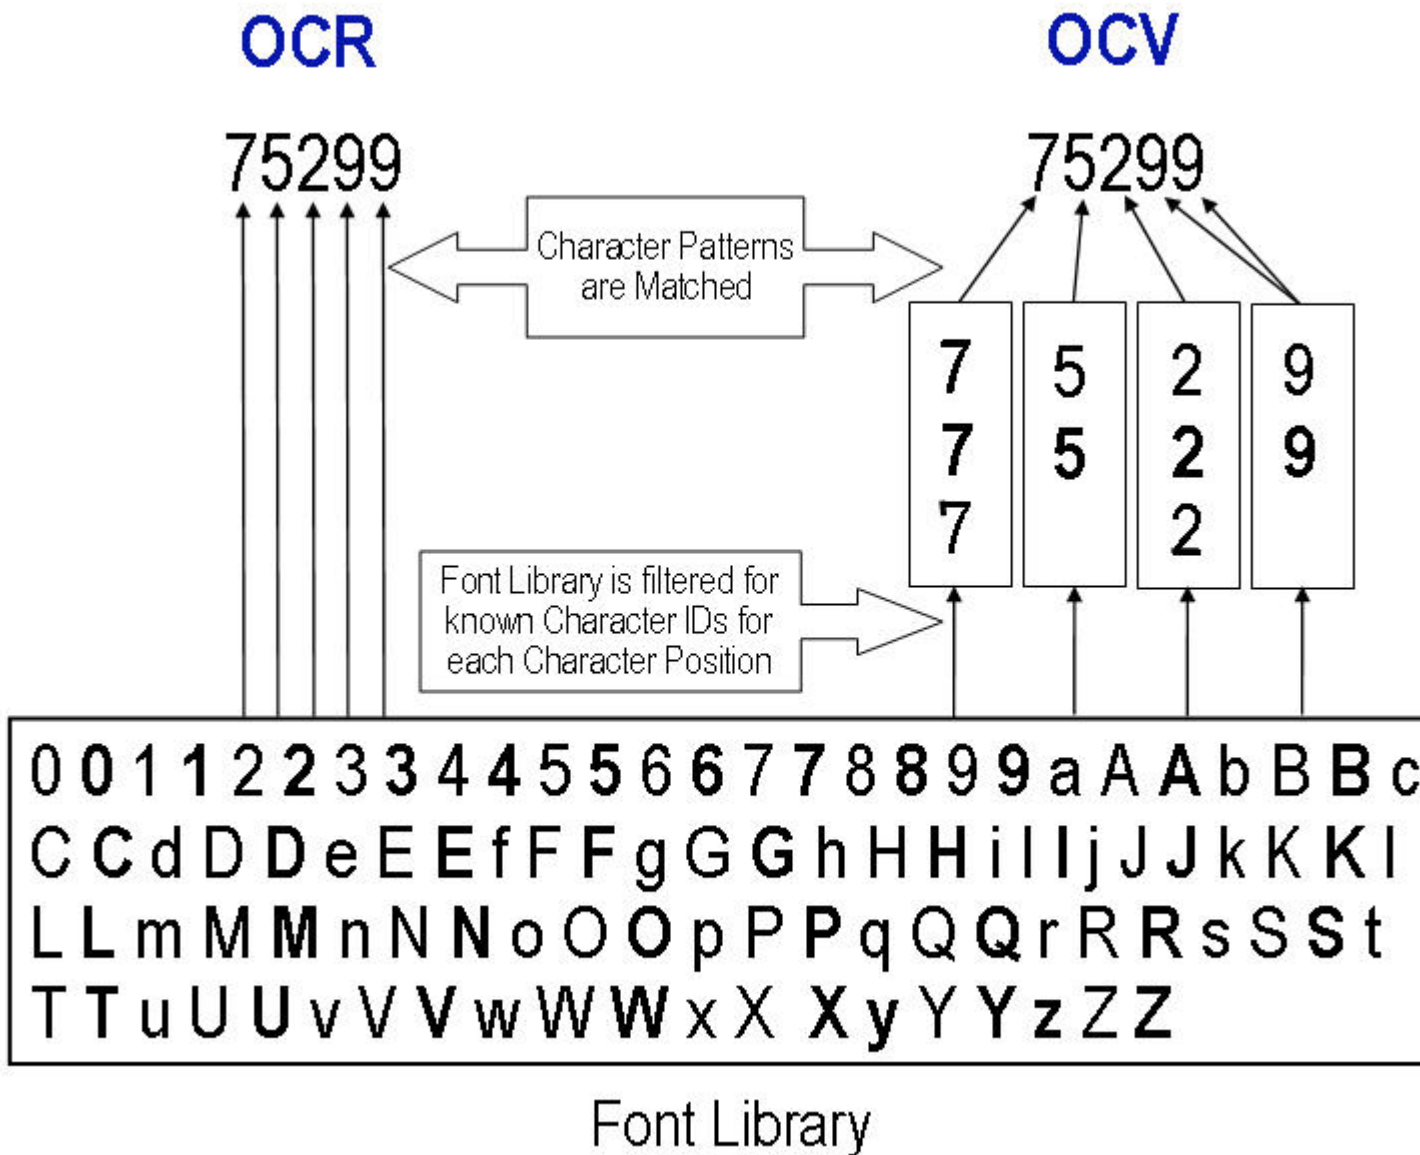 OCR OCV
75299 75299
Character Patterns
are Matched
7 5 2 9
7 5 2 9
7 2
Font Library is filtered for
known Character IDs for
each Character Position
0 0 1 1 2 2 3 3 4 4 5 5 6 6 7 7 8 8 9 9 a A A b B B c
C C d D D e E E f F F g G G h H H i I I j J J k K K l
L L m M M n N N o O O p P P q Q Q r R R s S S t
T T u U U v V V w W W x X X y Y Y z Z Z
Font Library